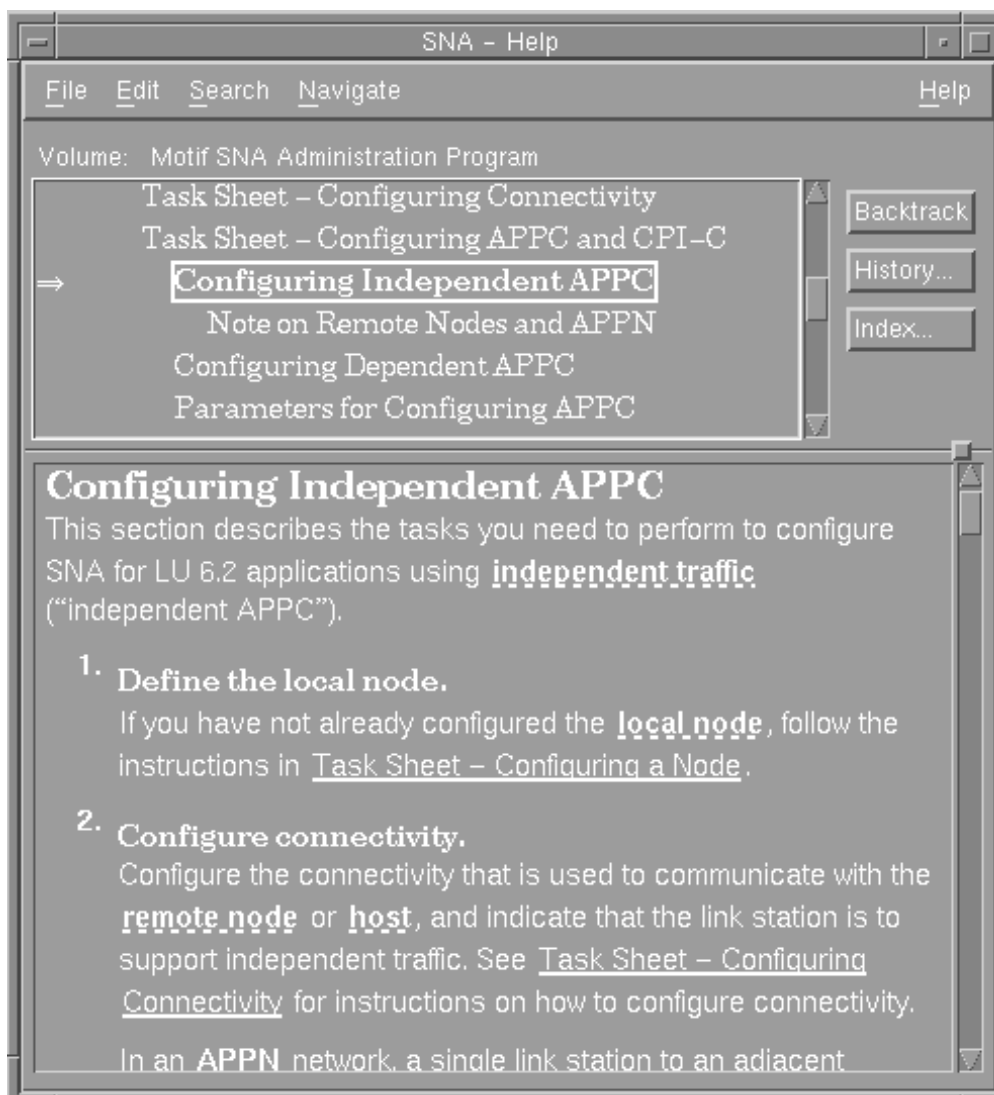 SNA – Help
File Edit Search Navigate Help
Volume: Motif SNA Administration Program
Task Sheet – Configuring Connectivity
Task Sheet – Configuring APPC and CPI–C
⇒ Configuring Independent APPC
Note on Remote Nodes and APPN
Configuring Dependent APPC
Parameters for Configuring APPC
Backtrack
History...
Index...
Configuring Independent APPC
This section describes the tasks you need to perform to configure
SNA for LU 6.2 applications using independent traffic
(“independent APPC”).
1. Define the local node.
If you have not already configured the local node, follow the
instructions in Task Sheet – Configuring a Node.
2. Configure connectivity.
Configure the connectivity that is used to communicate with the
remote node or host, and indicate that the link station is to
support independent traffic. See Task Sheet – Configuring
Connectivity for instructions on how to configure connectivity.
In an APPN network, a single link station to an adjacent